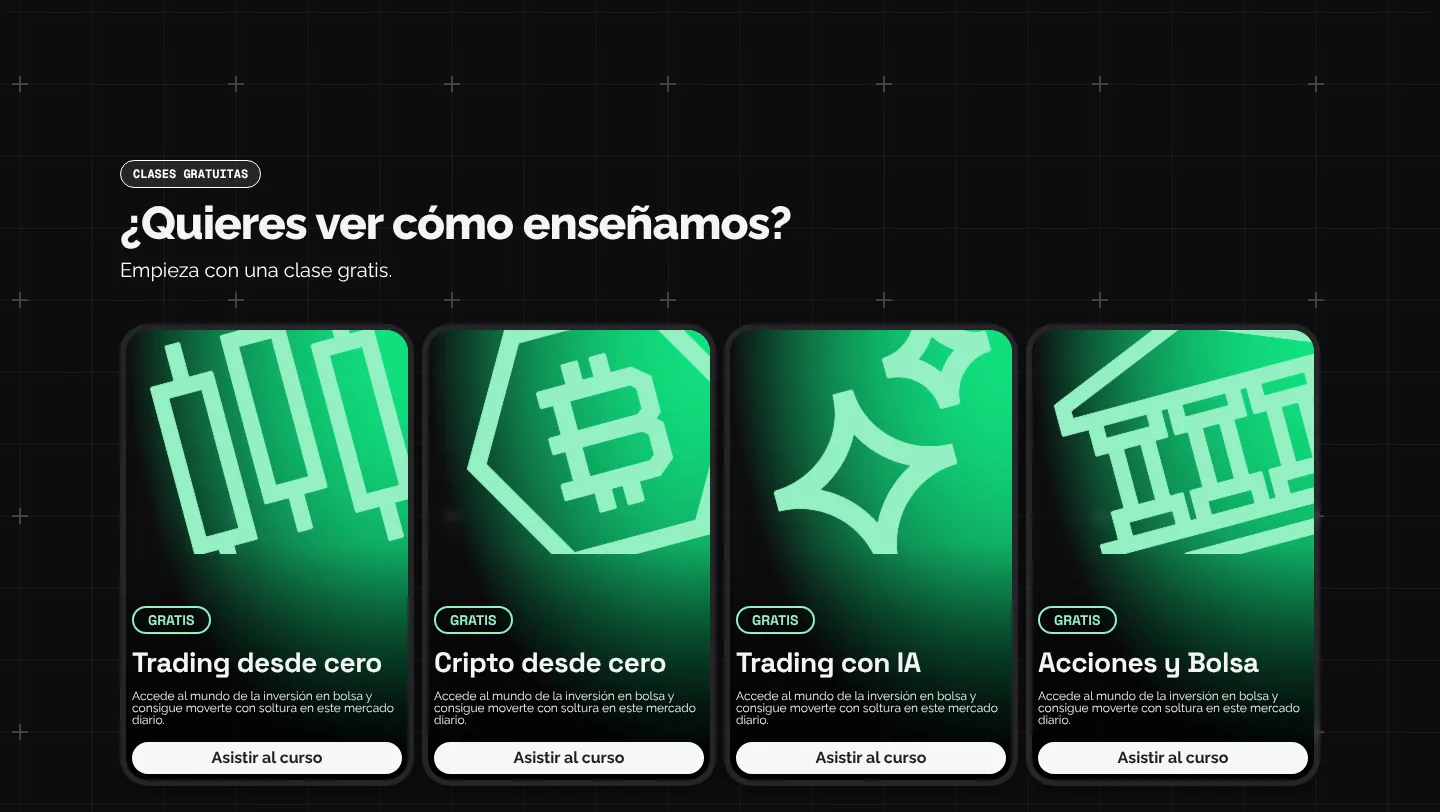 CLASES GRATUITAS
¿Quieres ver cómo enseñamos?
Empieza con una clase gratis.
GRATIS
Trading desde cero
Accede al mundo de la inversión en bolsa y
consigue moverte con soltura en este mercado
diario.
Asistir al curso
GRATIS
Cripto desde cero
Accede al mundo de la inversión en bolsa y
consigue moverte con soltura en este mercado
diario.
Asistir al curso
GRATIS
Trading con IA
Accede al mundo de la inversión en bolsa y
consigue moverte con soltura en este mercado
diario.
Asistir al curso
GRATIS
Acciones y Bolsa
Accede al mundo de la inversión en bolsa y
consigue moverte con soltura en este mercado
diario.
Asistir al curso